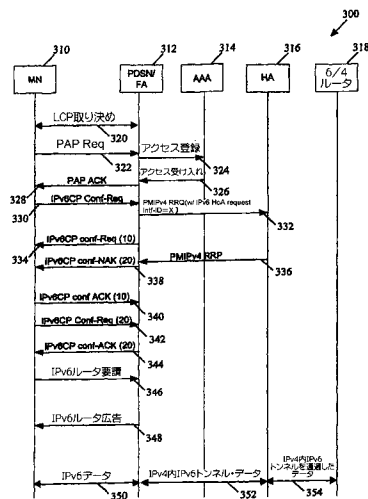 300
310
312
314
316
318
MN
PDSN/
FA
AAA
HA
6/4
ルータ
LCP取り決め
320
PAP Req
322
アクセス登録
324
アクセス受け入れ
326
PAP ACK
328
IPv6CP Conf-Req
330
PMIPv4 RRQ(w/ IPv6 HoA request
Intf-ID=X )
332
IPv6CP conf-Req (10)
334
PMIPv4 RRP
336
IPv6CP conf-NAK (20)
338
IPv6CP conf ACK (10)
340
IPv6CP Conf-Req (20)
342
IPv6CP conf-ACK (20)
344
IPv6ルータ要請
346
IPv6ルータ広告
348
IPv6データ
350
IPv4内IPv6トンネル・データ
352
IPv4内IPv6
トンネルを通過した
データ
354